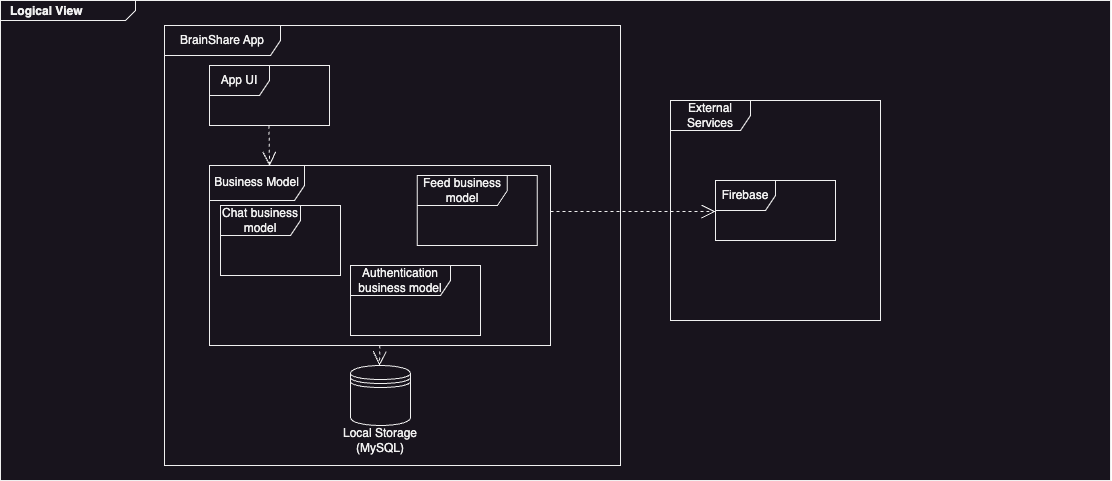 Logical View
BrainShare App
App UI
External
Services
Business Model
Feed business
model
Firebase
Chat business
model
Authentication
business model
Local Storage
(MySQL)